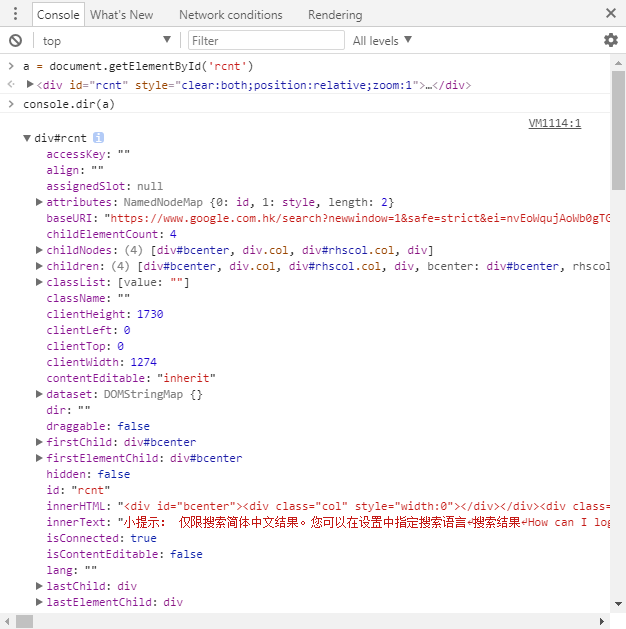 Console What's New Network conditions Rendering
top Filter All levels
a = document.getElementById('rcnt')
<div id="rcnt" style="clear:both;position:relative;zoom:1">…</div>
console.dir(a)
VM1114:1
div#rcnt i
accessKey: ""
align: ""
assignedSlot: null
attributes: NamedNodeMap {0: id, 1: style, length: 2}
baseURI: "https://www.google.com.hk/search?newwindow=1&safe=strict&ei=nvEoWqujAoWb0gTG
childElementCount: 4
childNodes: (4) [div#bcenter, div.col, div#rhscol.col, div]
children: (4) [div#bcenter, div.col, div#rhscol.col, div, bcenter: div#bcenter, rhscol
classList: [value: ""]
className: ""
clientHeight: 1730
clientLeft: 0
clientTop: 0
clientWidth: 1274
contentEditable: "inherit"
dataset: DOMStringMap {}
dir: ""
draggable: false
firstChild: div#bcenter
firstElementChild: div#bcenter
hidden: false
id: "rcnt"
innerHTML: "<div id="bcenter"><div class="col" style="width:0"></div></div><div clas
innerText: "小提示： 仅限搜索简体中文结果。您可以在设置中指定搜索语言↵搜索结果↵How can I log
isConnected: true
isContentEditable: false
lang: ""
lastChild: div
lastElementChild: div